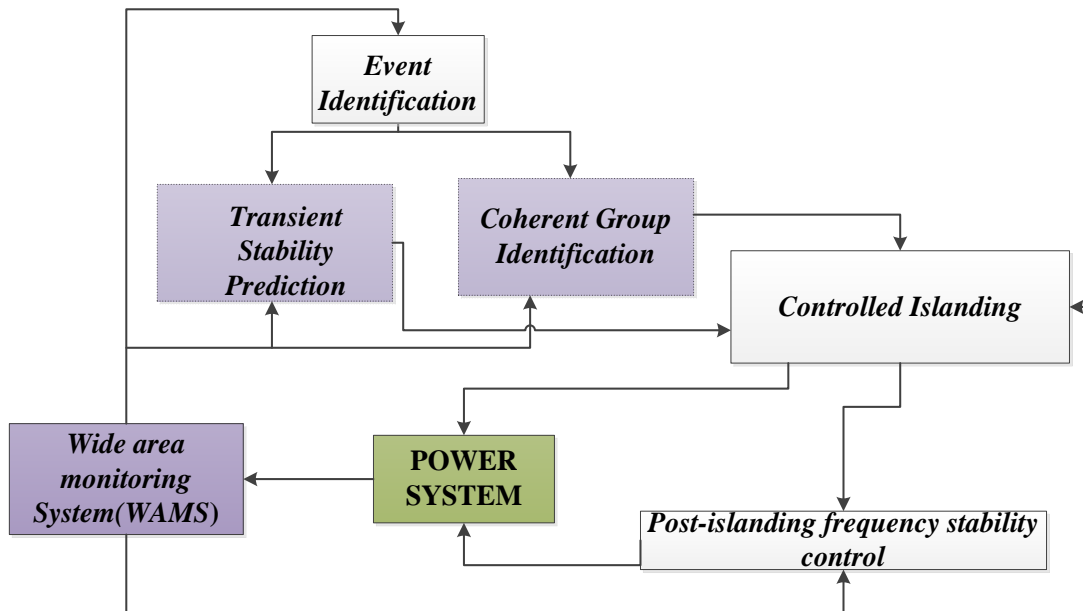 Event
Identification
Transient
Stability
Prediction
Coherent Group
Identification
Controlled Islanding
Wide area
monitoring
System(WAMS)
POWER
SYSTEM
Post-islanding frequency stability
control